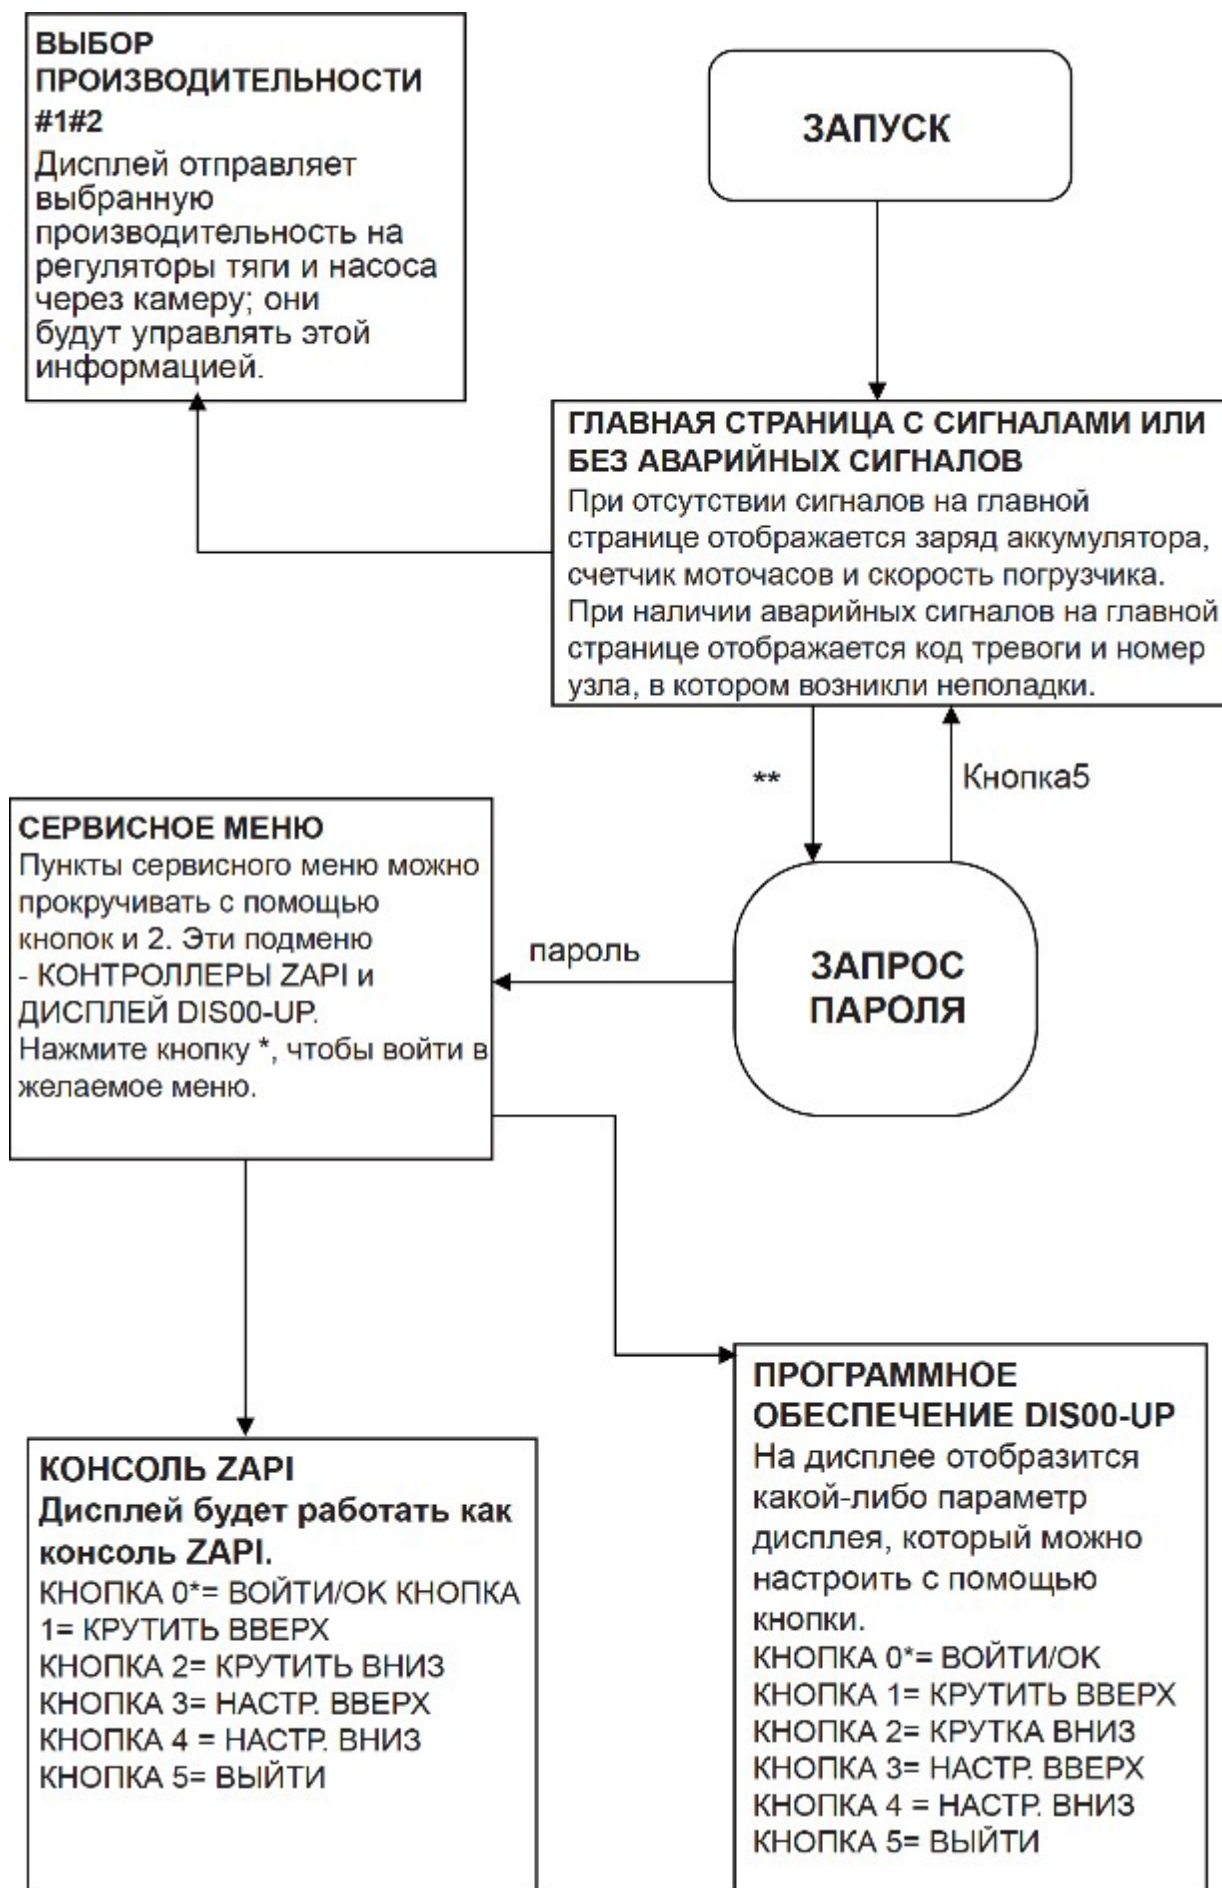 ВЫБОР
ПРОИЗВОДИТЕЛЬНОСТИ
#1#2
Дисплей отправляет
выбранную
производительность на
регуляторы тяги и насоса
через камеру; они
будут управлять этой
информацией.
ЗАПУСК
ГЛАВНАЯ СТРАНИЦА С СИГНАЛАМИ ИЛИ
БЕЗ АВАРИЙНЫХ СИГНАЛОВ
При отсутствии сигналов на главной
странице отображается заряд аккумулятора,
счетчик моточасов и скорость погрузчика.
При наличии аварийных сигналов на главной
странице отображается код тревоги и номер
узла, в котором возникли неполадки.
**
Кнопка5
СЕРВИСНОЕ МЕНЮ
Пункты сервисного меню можно
прокручивать с помощью
кнопок и 2. Эти подменю
- КОНТРОЛЛЕРЫ ZAPI и
ДИСПЛЕЙ DIS00-UP.
Нажмите кнопку *, чтобы войти в
желаемое меню.
пароль
ЗАПРОС
ПАРОЛЯ
КОНСОЛЬ ZAPI
Дисплей будет работать как
консоль ZAPI.
КНОПКА 0*= ВОЙТИ/OK КНОПКА
1= КРУТИТЬ ВВЕРХ
КНОПКА 2= КРУТИТЬ ВНИЗ
КНОПКА 3= НАСТР. ВВЕРХ
КНОПКА 4 = НАСТР. ВНИЗ
КНОПКА 5= ВЫЙТИ
ПРОГРАММНОЕ
ОБЕСПЕЧЕНИЕ DIS00-UP
На дисплее отобразится
какой-либо параметр
дисплея, который можно
настроить с помощью
кнопки.
КНОПКА 0*= ВОЙТИ/OK
КНОПКА 1= КРУТИТЬ ВВЕРХ
КНОПКА 2= КРУТКА ВНИЗ
КНОПКА 3= НАСТР. ВВЕРХ
КНОПКА 4 = НАСТР. ВНИЗ
КНОПКА 5= ВЫЙТИ